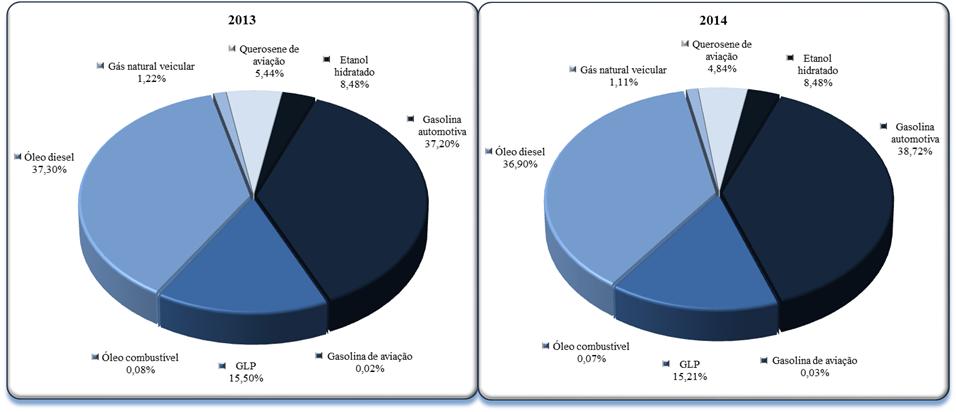 2013
Querosene de
aviação
5,44%
Etanol
hidratado
8,48%
Gás natural veicular
1,22%
Gasolina
automotiva
37,20%
Óleo diesel
37,30%
Óleo combustível
0,08%
GLP
15,50%
Gasolina de aviação
0,02%
2014
Querosene de
aviação
4,84%
Etanol
hidratado
8,48%
Gás natural veicular
1,11%
Gasolina
automotiva
38,72%
Óleo diesel
36,90%
Óleo combustível
0,07%
GLP
15,21%
Gasolina de aviação
0,03%